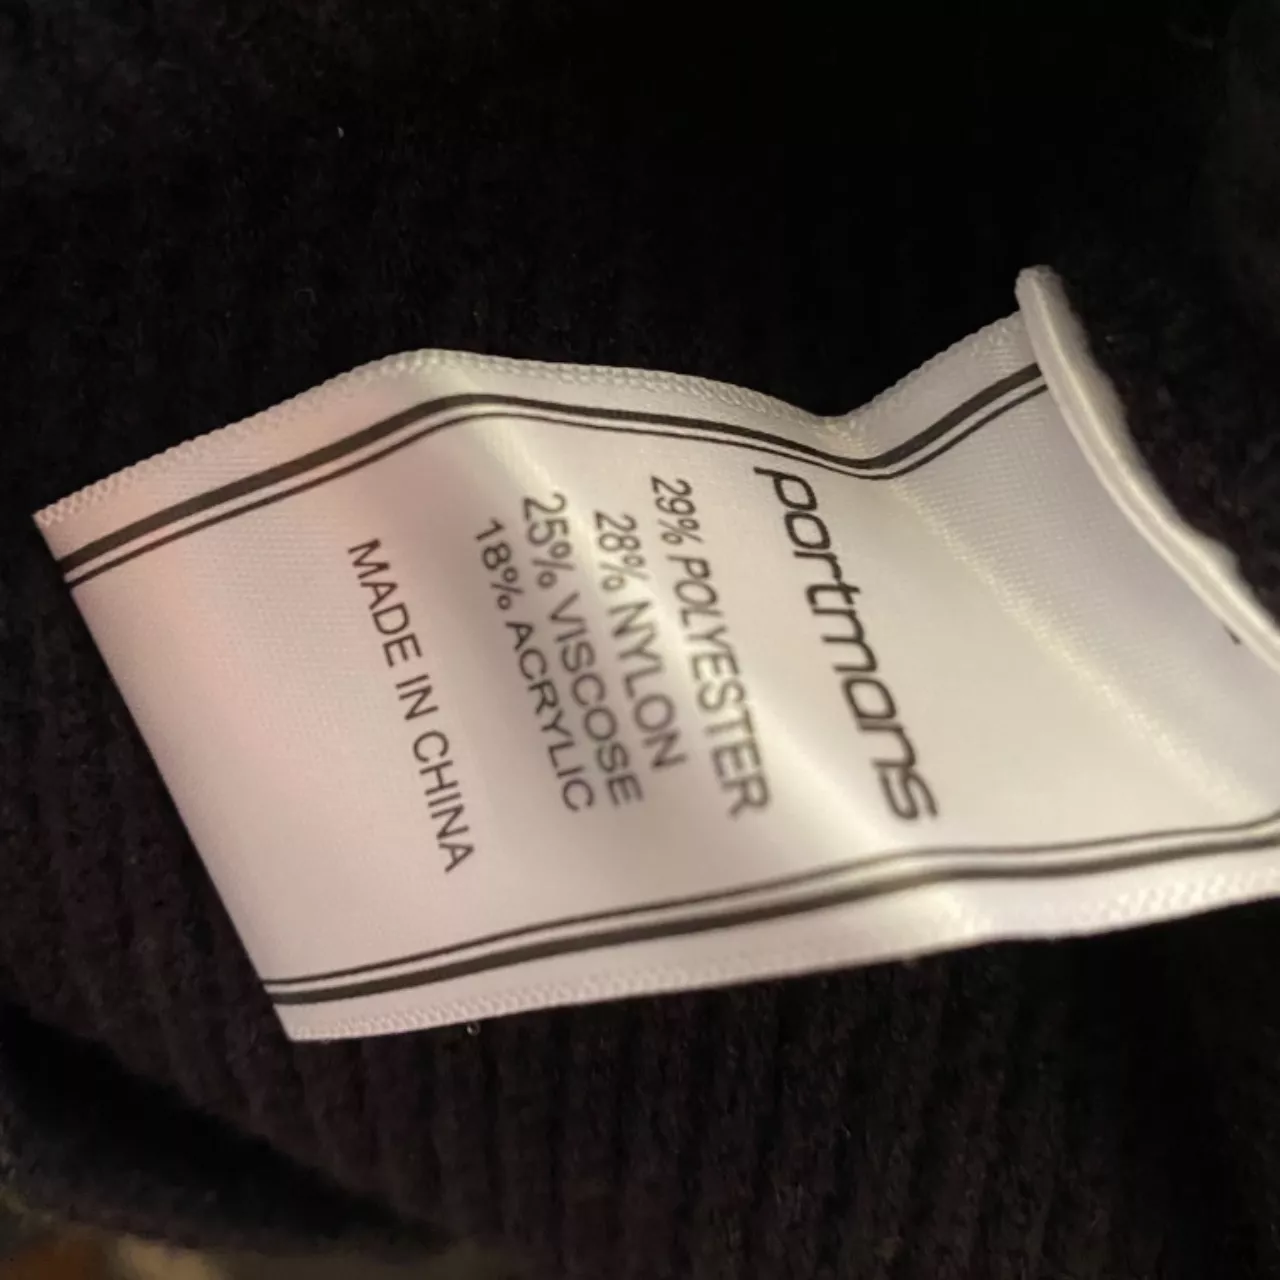 portmans
29% POLYESTER
28% NYLON
25% VISCOSE
18% ACRYLIC
MADE IN CHINA